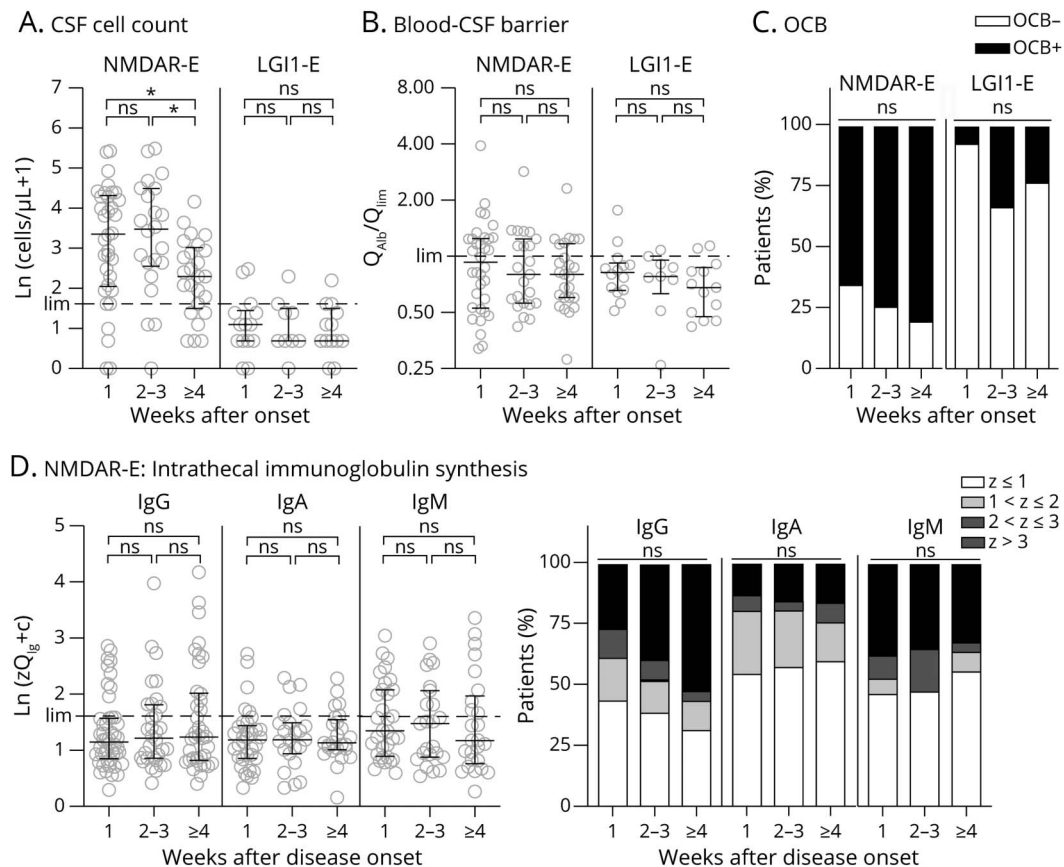 A. CSF cell count
NMDAR-E LGI1-E
* ns
ns * ns ns
Ln (cells/μL+1)
7
6
5
4
3
2
lim
1
0
1 2–3 ≥4 1 2–3 ≥4
Weeks after onset
B. Blood-CSF barrier
NMDAR-E LGI1-E
ns ns
ns ns ns ns
Q_Alb/Q_lim
8.00
4.00
2.00
lim
0.50
0.25
1 2–3 ≥4 1 2–3 ≥4
Weeks after onset
C. OCB
OCB–
OCB+
NMDAR-E LGI1-E
ns ns
Patients (%)
100
75
50
25
0
1 2–3 ≥4 1 2–3 ≥4
Weeks after onset
D. NMDAR-E: Intrathecal immunoglobulin synthesis
IgG IgA IgM
ns ns ns
ns ns ns ns ns ns
Ln (zQ_Ig+c)
5
4
3
2
lim
1
0
1 2–3 ≥4 1 2–3 ≥4 1 2–3 ≥4
Weeks after disease onset
z ≤ 1
1 < z ≤ 2
2 < z ≤ 3
z > 3
IgG IgA IgM
ns ns ns
Patients (%)
100
75
50
25
0
1 2–3 ≥4 1 2–3 ≥4 1 2–3 ≥4
Weeks after disease onset